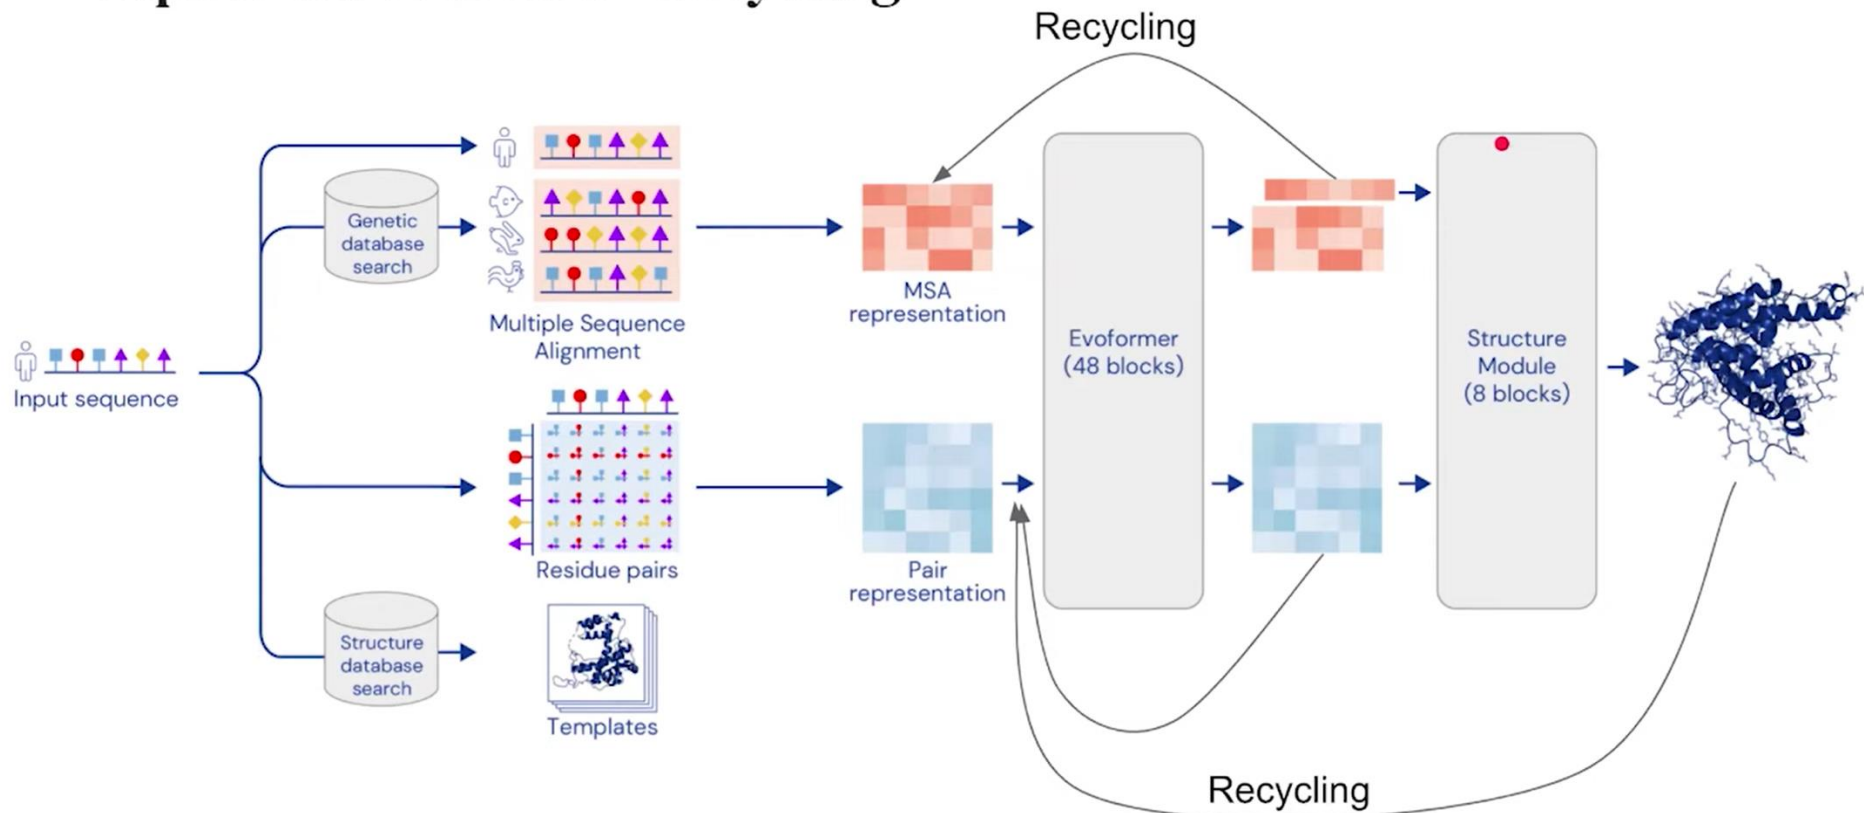 Recycling
Genetic
database
search
Multiple Sequence
Alignment
MSA
representation
Input sequence
Evoformer
(48 blocks)
Structure
Module
(8 blocks)
Residue pairs
Pair
representation
Structure
database
search
Templates
Recycling